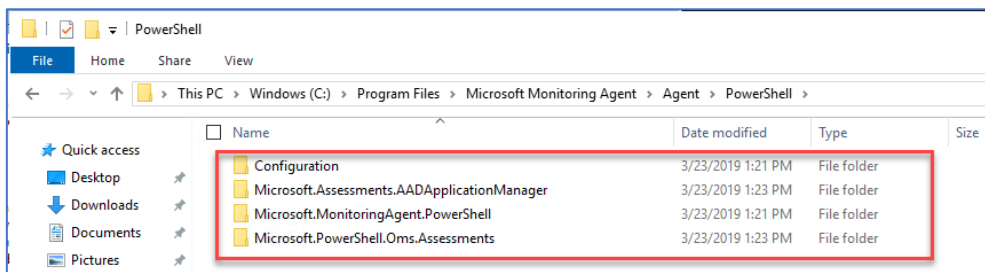 PowerShell
File Home Share View
This PC > Windows (C:) > Program Files > Microsoft Monitoring Agent > Agent > PowerShell >
Name Date modified Type Size
Quick access
Configuration 3/23/2019 1:21 PM File folder
Desktop
Microsoft.Assessments.AADApplicationManager 3/23/2019 1:23 PM File folder
Downloads
Microsoft.MonitoringAgent.PowerShell 3/23/2019 1:21 PM File folder
Documents
Microsoft.PowerShell.Oms.Assessments 3/23/2019 1:23 PM File folder
Pictures